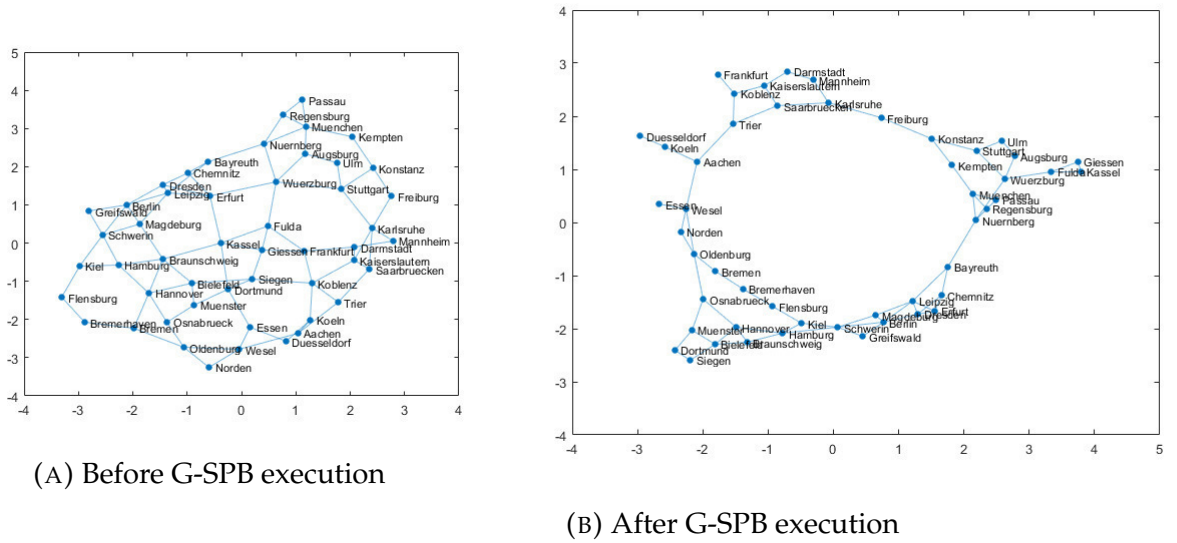 5
4
3
2
1
0
-1
-2
-3
-4
-4
-3
-2
-1
0
1
2
3
4
Passau
Regensburg
Muenchen
Kempten
Nuernberg
Augsburg
Ulm
Konstanz
Bayreuth
Chemnitz
Dresden
Leipzig
Erfurt
Wuerzburg
Stuttgart
Freiburg
Berlin
Greifswald
Magdeburg
Schwerin
Fulda
Karlsruhe
Mannheim
Kassel
Giessen
Frankfurt
Darmstadt
Kaiserslautern
Saarbruecken
Kiel
Hamburg
Braunschweig
Siegen
Koblenz
Bielefeld
Dortmund
Hannover
Muenster
Trier
Flensburg
Bremerhaven
Bremen
Osnabrueck
Essen
Koeln
Aachen
Duesseldorf
Oldenburg
Wesel
Norden
(A) Before G-SPB execution
4
3
2
1
0
-1
-2
-3
-4
-4
-3
-2
-1
0
1
2
3
4
5
Frankfurt
Darmstadt
Kaiserslautern
Mannheim
Koblenz
Saarbruecken
Karlsruhe
Trier
Freiburg
Duesseldorf
Koeln
Aachen
Konstanz
Ulm
Stuttgart
Augsburg
Kempten
Giessen
Wuerzburg
Fulda
Kassel
Muenchen
Passau
Regensburg
Nuernberg
Essen
Wesel
Norden
Oldenburg
Bremen
Bremerhaven
Bayreuth
Osnabrueck
Flensburg
Chemnitz
Leipzig
Erfurt
Dresden
Magdeburg
Berlin
Greifswald
Schwerin
Kiel
Hamburg
Hannover
Braunschweig
Muenster
Bielefeld
Dortmund
Siegen
(B) After G-SPB execution